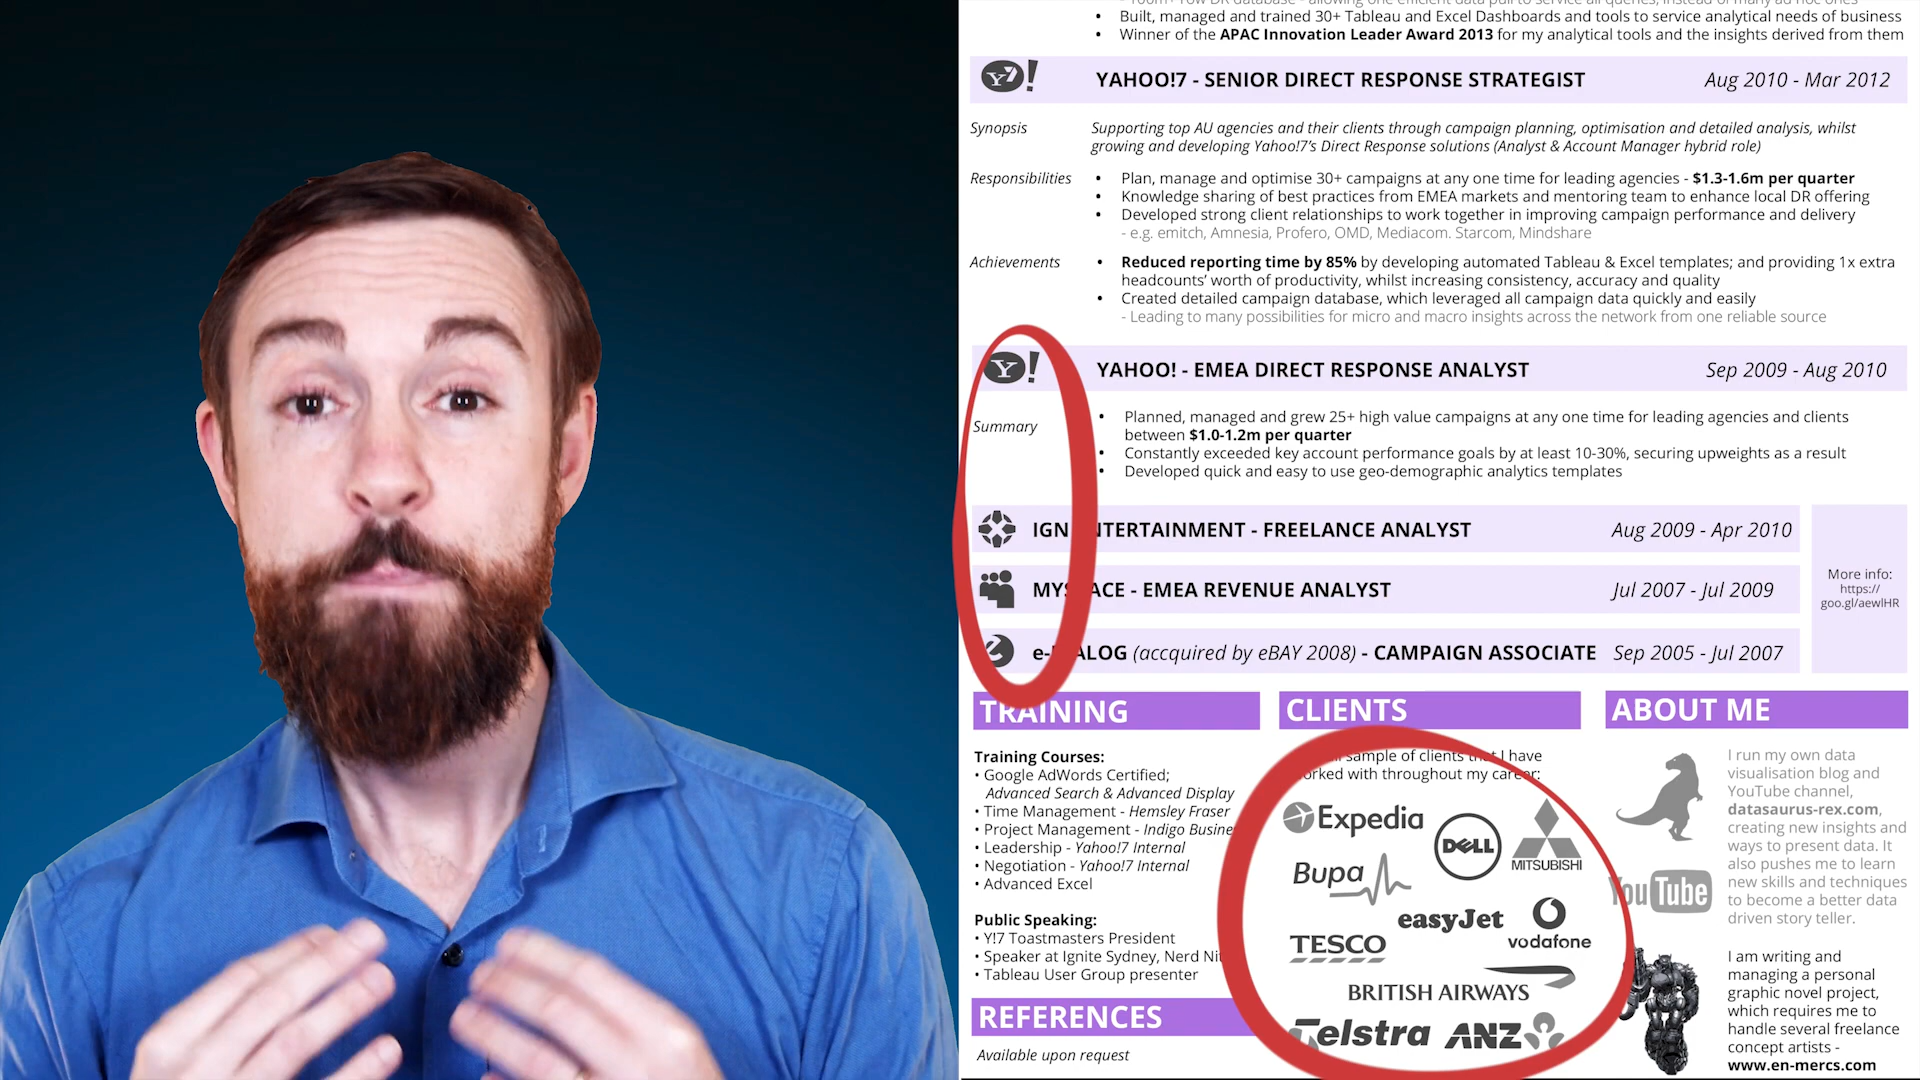 Built, managed and trained 30+ Tableau and Excel Dashboards and tools to service analytical needs of business
Winner of the APAC Innovation Leader Award 2013 for my analytical tools and the insights derived from them
YAHOO!7 - SENIOR DIRECT RESPONSE STRATEGIST Aug 2010 - Mar 2012
Synopsis Supporting top AU agencies and their clients through campaign planning, optimisation and detailed analysis, whilst
growing and developing Yahoo!7's Direct Response solutions (Analyst & Account Manager hybrid role)
Responsibilities • Plan, manage and optimise 30+ campaigns at any one time for leading agencies - $1.3-1.6m per quarter
• Knowledge sharing of best practices from EMEA markets and mentoring team to enhance local DR offering
• Developed strong client relationships to work together in improving campaign performance and delivery
- e.g. emitch, Amnesia, Profero, OMD, Mediacom. Starcom, Mindshare
Achievements • Reduced reporting time by 85% by developing automated Tableau & Excel templates; and providing 1x extra
headcounts' worth of productivity, whilst increasing consistency, accuracy and quality
• Created detailed campaign database, which leveraged all campaign data quickly and easily
- Leading to many possibilities for micro and macro insights across the network from one reliable source
Y! YAHOO! - EMEA DIRECT RESPONSE ANALYST Sep 2009 - Aug 2010
Summary • Planned, managed and grew 25+ high value campaigns at any one time for leading agencies and clients
between $1.0-1.2m per quarter
• Constantly exceeded key account performance goals by at least 10-30%, securing upweights as a result
• Developed quick and easy to use geo-demographic analytics templates
IGN NTERTAINMENT - FREELANCE ANALYST Aug 2009 - Apr 2010
MYS ACE - EMEA REVENUE ANALYST Jul 2007 - Jul 2009
e- ALOG (accquired by eBAY 2008) - CAMPAIGN ASSOCIATE Sep 2005 - Jul 2007
More info:
https://
goo.gl/aewlHR
TRAINING
Training Courses:
• Google AdWords Certified;
Advanced Search & Advanced Display
• Time Management - Hemsley Fraser
• Project Management - Indigo Busine
• Leadership - Yahoo!7 Internal
• Negotiation - Yahoo!7 Internal
• Advanced Excel
Public Speaking:
• Y!7 Toastmasters President
• Speaker at Ignite Sydney, Nerd Ni
• Tableau User Group presenter
REFERENCES
Available upon request
CLIENTS
sample of clients that I have
orked with throughout my career:
Expedia
DELL
MITSUBISHI
Bupa
easyJet
vodafone
TESCO
BRITISH AIRWAYS
Telstra ANZ
ABOUT ME
I run my own data
visualisation blog and
YouTube channel,
datasaurus-rex.com,
creating new insights and
ways to present data. It
also pushes me to learn
new skills and techniques
to become a better data
driven story teller.
YouTube
I am writing and
managing a personal
graphic novel project,
which requires me to
handle several freelance
concept artists -
www.en-mercs.com